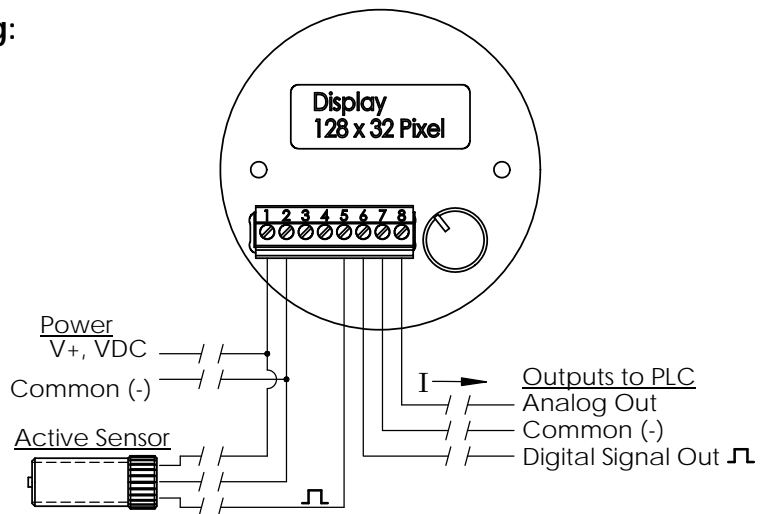 g:
Display
128 x 32 Pixel
1 2 3 4 5 6 7 8
Power
V+, VDC
Common (-)
Active Sensor
I
Outputs to PLC
Analog Out
Common (-)
Digital Signal Out